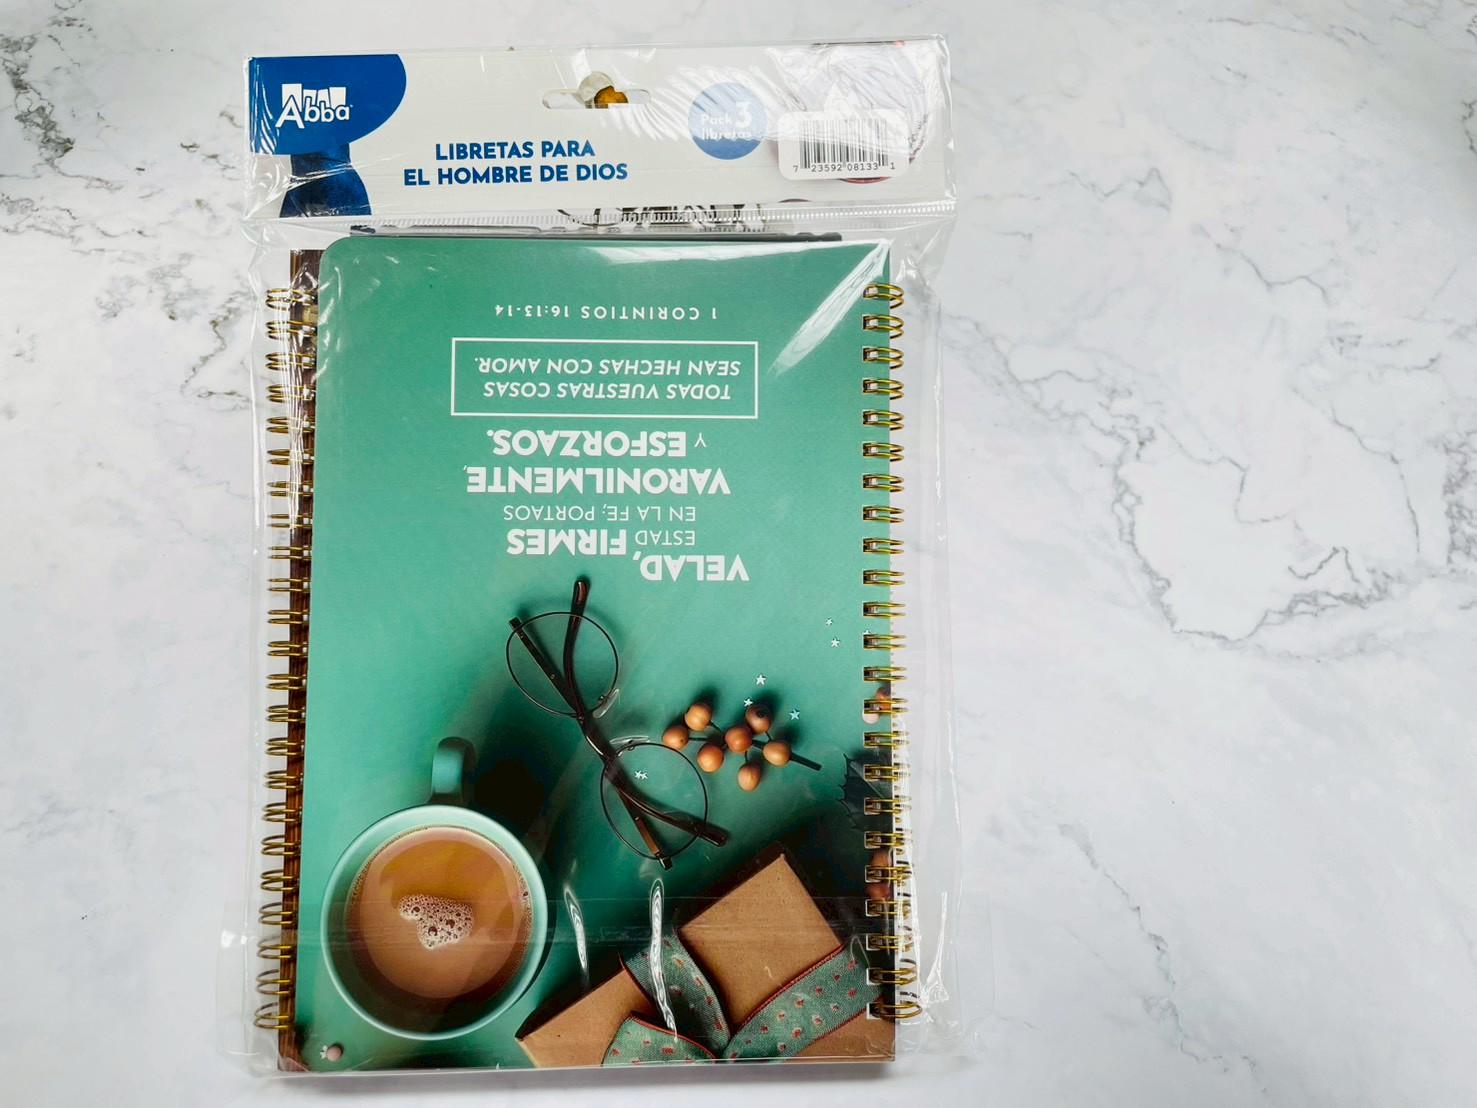 Abba
LIBRETAS PARA
EL HOMBRE DE DIOS
Pack 3
libretas
7 23592 08133 1
VELAD,
ESTAD FIRMES
EN LA FE; PORTAOS
VARONILMENTE,
Y ESFORZAOS.
TODAS VUESTRAS COSAS
SEAN HECHAS CON AMOR.
1 CORINTIOS 16:13-14